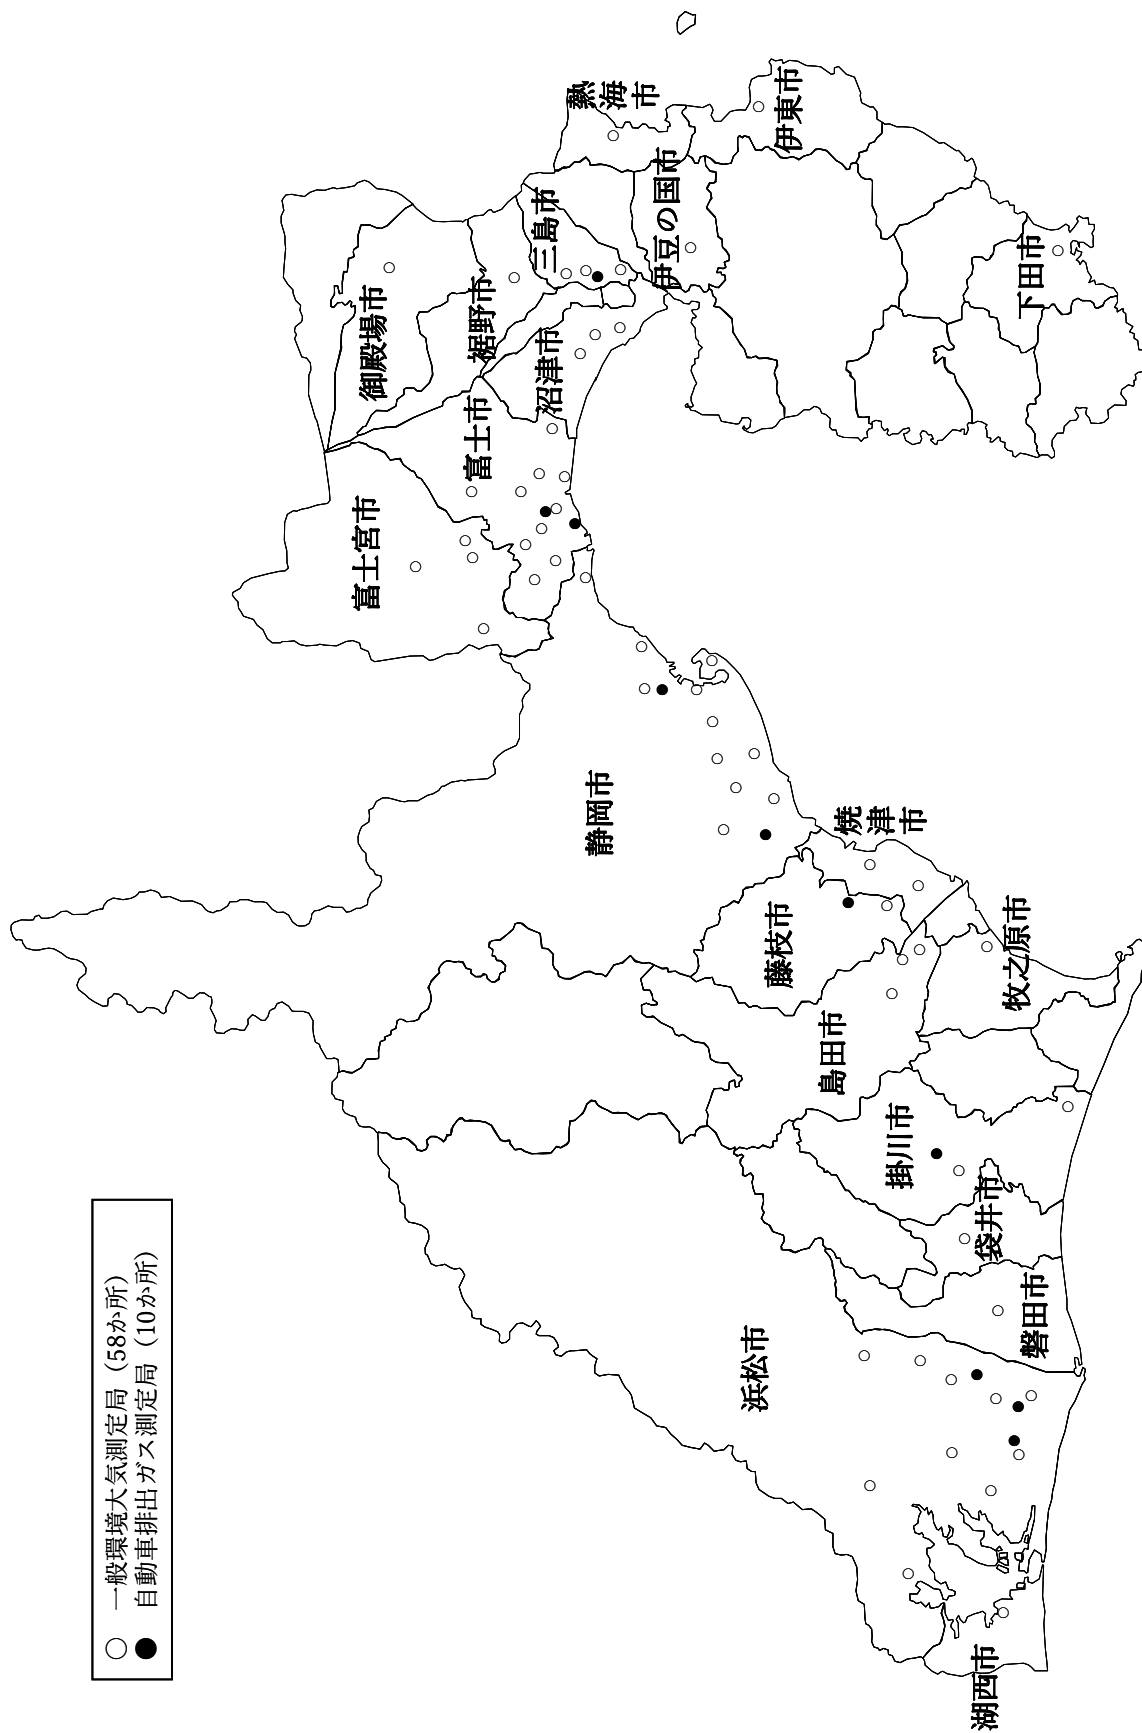 ○ 一般環境大気測定局（58か所）
● 自動車排出ガス測定局（10か所）
御殿場市
裾野市
三島市
熱海市
伊豆の国市
伊東市
下田市
沼津市
富士市
富士宮市
静岡市
焼津市
藤枝市
島田市
牧之原市
掛川市
袋井市
磐田市
浜松市
湖西市